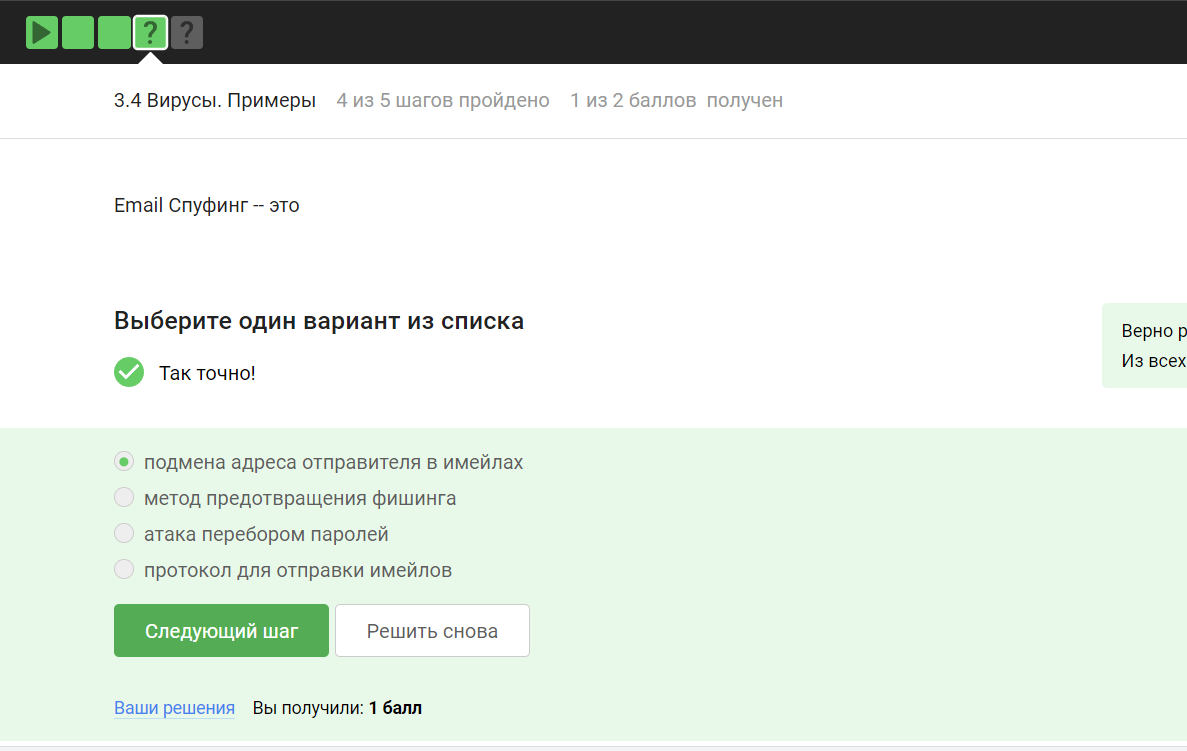 ? ?
3.4 Вирусы. Примеры 4 из 5 шагов пройдено 1 из 2 баллов получен
Email Спуфинг -- это
Выберите один вариант из списка
Так точно!
Верно р
Из всех
подмена адреса отправителя в имейлах
метод предотвращения фишинга
атака перебором паролей
протокол для отправки имейлов
Следующий шаг Решить снова
Ваши решения Вы получили: 1 балл